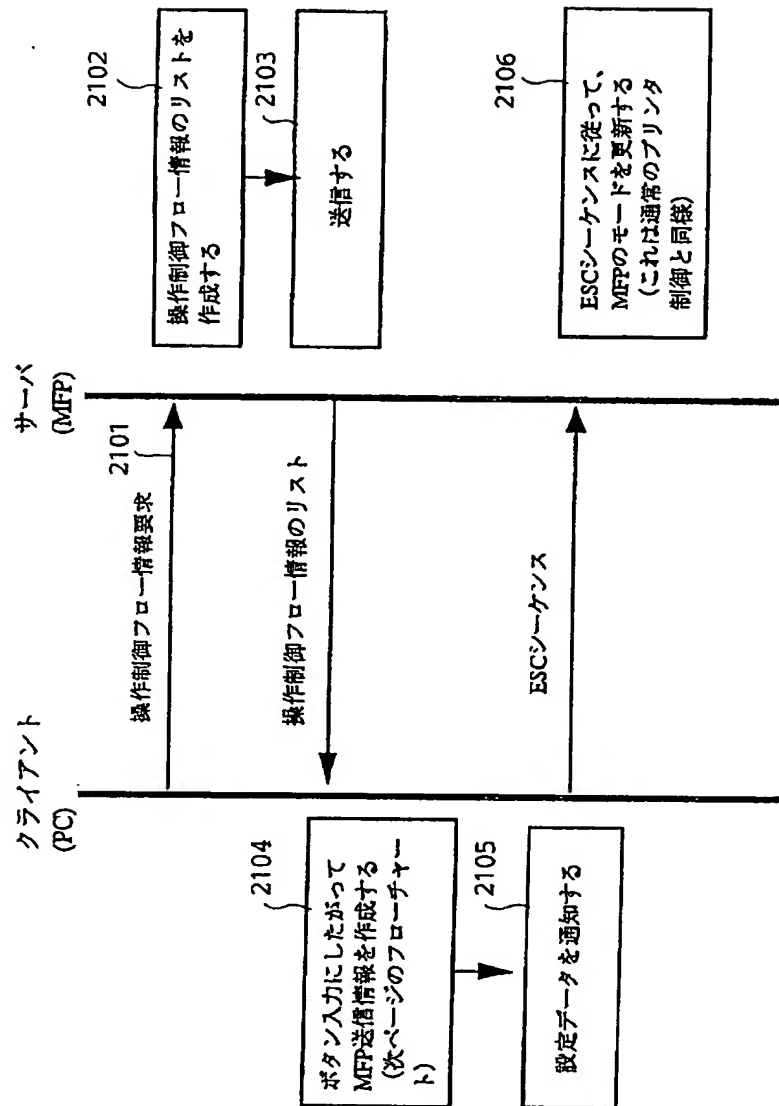 クライアント
(PC)
サーバ
(MFP)
操作制御フロー情報要求
2101
2102
操作制御フロー情報のリストを
作成する
2103
送信する
操作制御フロー情報のリスト
2104
ボタン入力にしたがって
MFP送信情報を作成する
(次ページのフローチャー
ト)
2105
設定データを通知する
ESCシーケンス
2106
ESCシーケンスに従って、
MFPのモードを更新する
(これは通常のプリンタ
制御と同様)